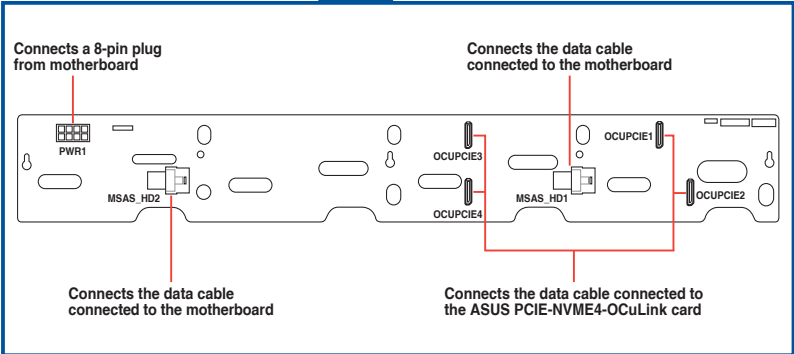 Connects a 8-pin plug
from motherboard
Connects the data cable
connected to the motherboard
PWR1
OCUPCIE3
OCUPCIE1
MSAS_HD2
OCUPCIE4
MSAS_HD1
OCUPCIE2
Connects the data cable
connected to the motherboard
Connects the data cable connected to
the ASUS PCIE-NVME4-OCuLink card